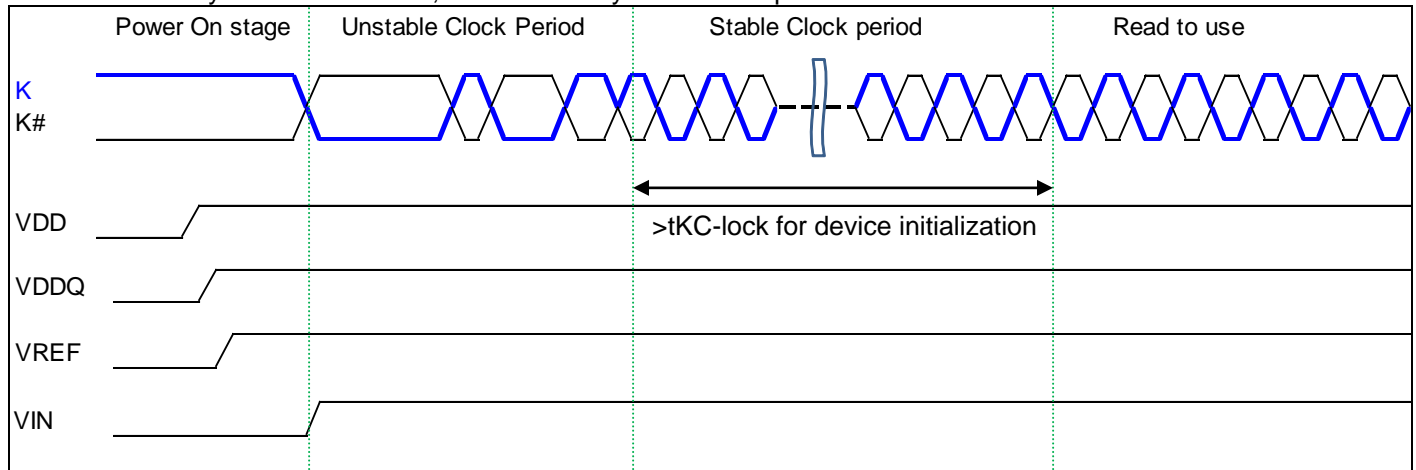 Power On stage
Unstable Clock Period
Stable Clock period
Read to use
K
K#
>tKC-lock for device initialization
VDD
VDDQ
VREF
VIN